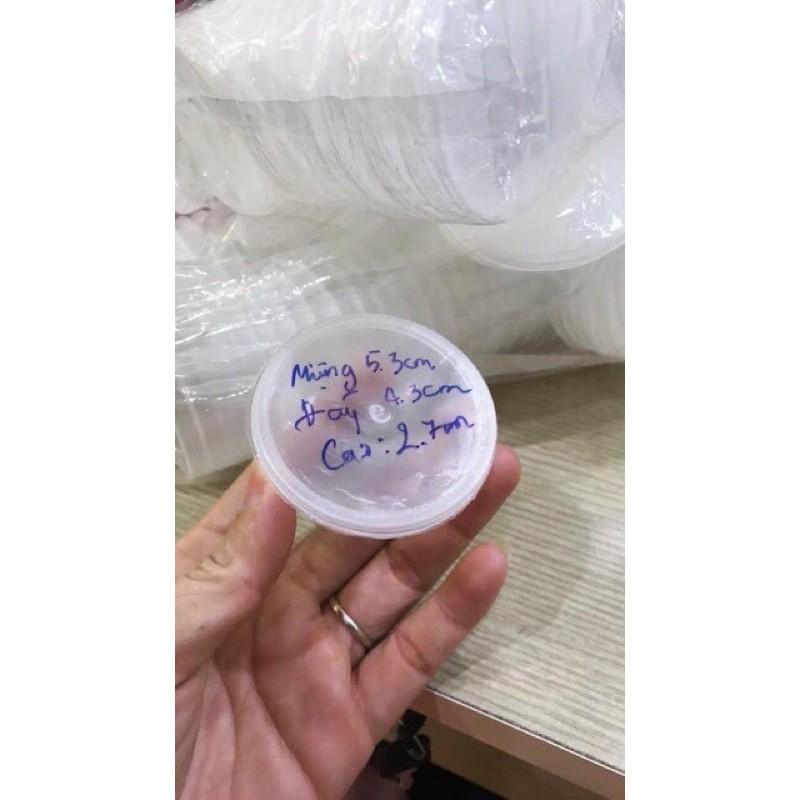 Miệng 5.3cm
Đáy 4.3cm
Cao: 2.7cm